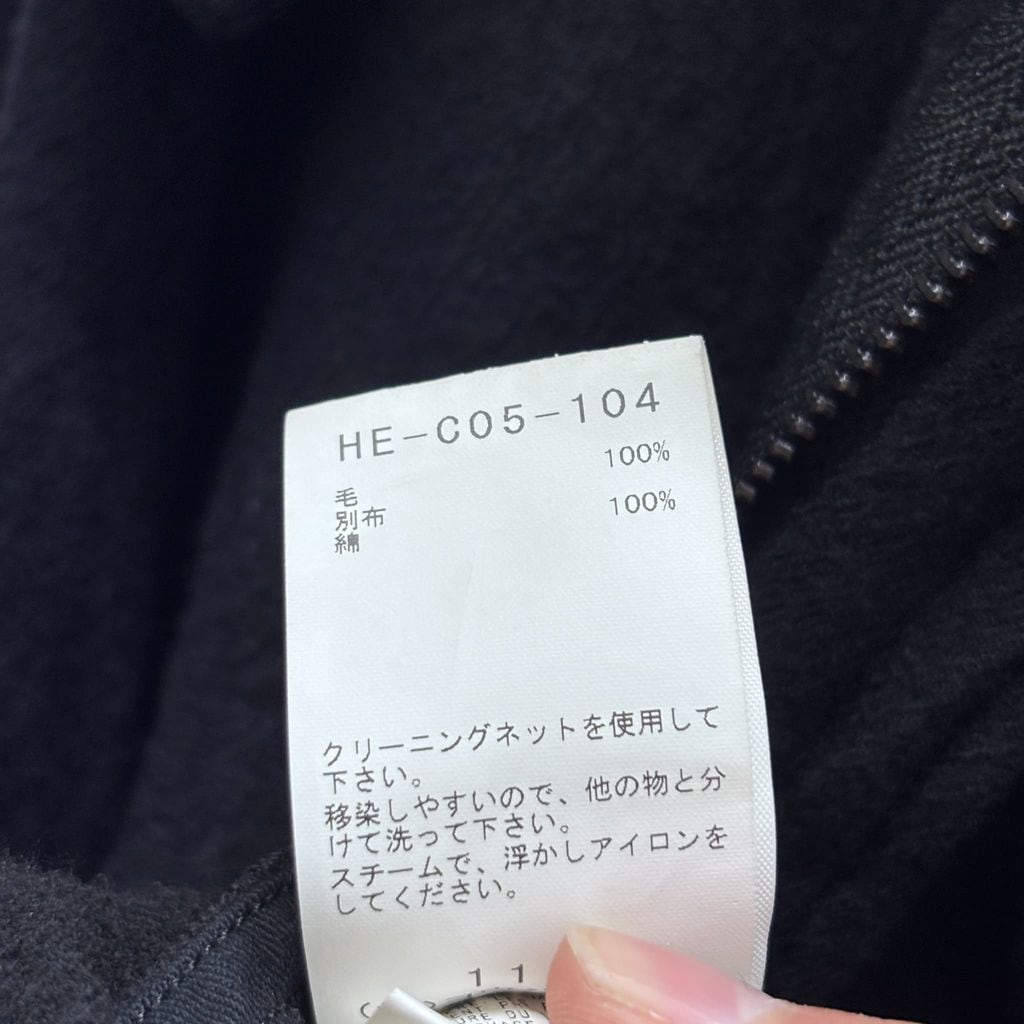 HE-C05-104
毛 100%
別布
綿 100%
クリーニングネットを使用して
下さい。
移染しやすいので、他の物と分
けて洗って下さい。
スチームで、浮かしアイロンを
してください。
11